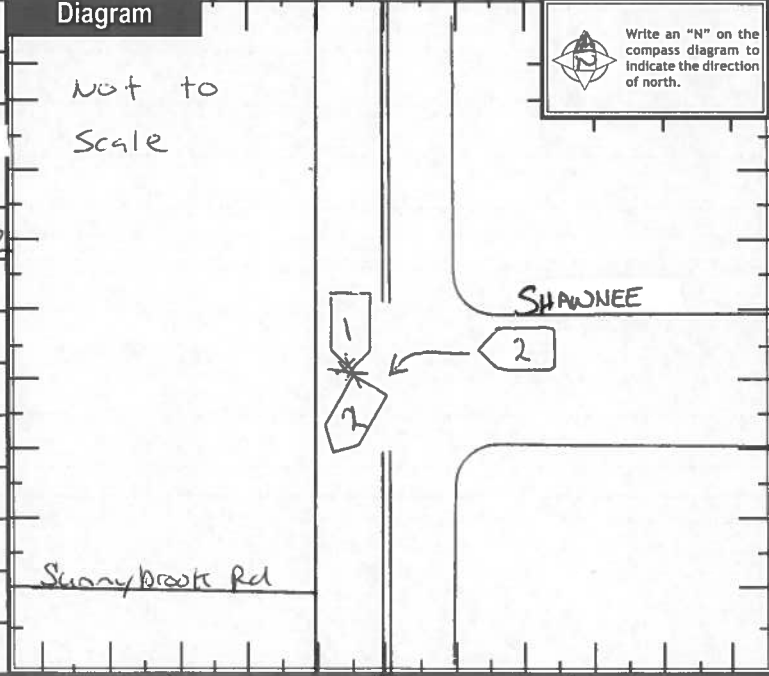 Diagram
Write an “N” on the
compass diagram to
indicate the direction
of north.
N
Not to
Scale
SHAWNEE
1
2
2
Sunnybrook Rd